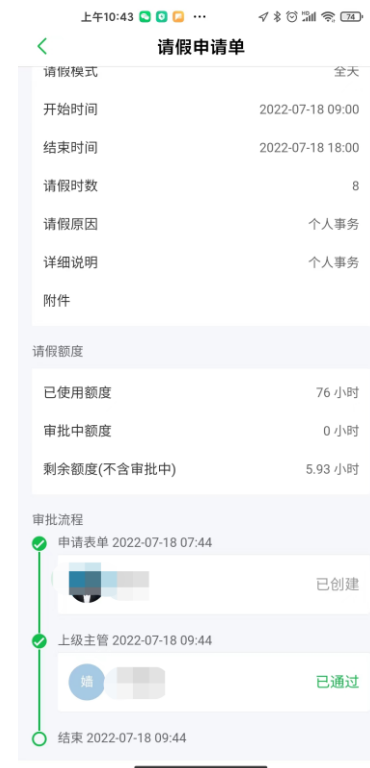 上午10:43 74
请假申请单
请假模式 全天
开始时间 2022-07-18 09:00
结束时间 2022-07-18 18:00
请假时数 8
请假原因 个人事务
详细说明 个人事务
附件
请假额度
已使用额度 76 小时
审批中额度 0 小时
剩余额度(不含审批中) 5.93 小时
审批流程
申请表单 2022-07-18 07:44
已创建
上级主管 2022-07-18 09:44
嫱 已通过
结束 2022-07-18 09:44